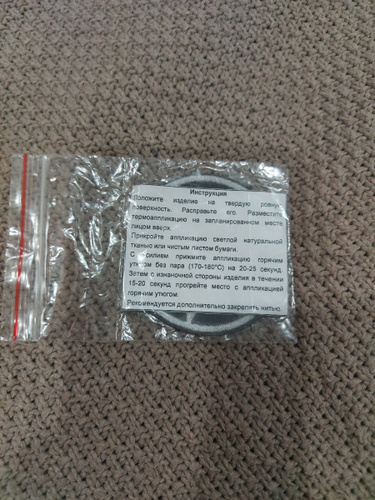 Инструкция
Положите изделие на твердую ровную
поверхность. Расправьте его. Разместите
термоаппликацию на запланированном месте
лицом вверх.
Прикройте аппликацию светлой натуральной
тканью или чистым листом бумаги.
С усилием прижмите аппликацию горячим
утюгом без пара (170-180°С) на 20-25 секунд.
Затем с изнаночной стороны изделия в течении
15-20 секунд прогрейте место с аппликацией
горячим утюгом.
Рекомендуется дополнительно закрепить нитью.